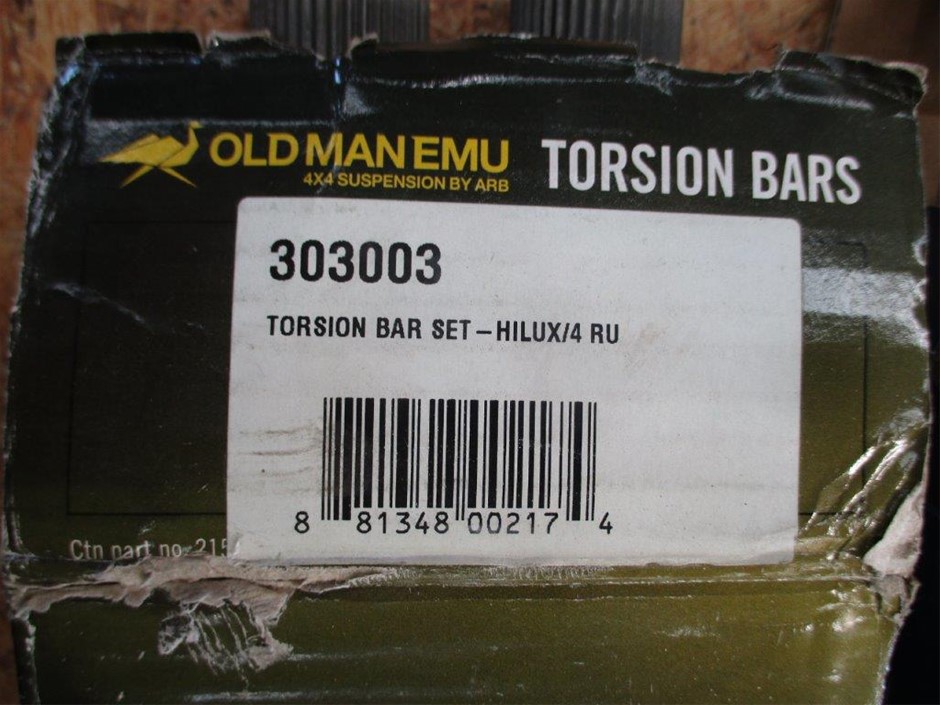 OLD MAN EMU
4X4 SUSPENSION BY ARB
TORSION BARS
303003
TORSION BAR SET – HILUX/4 RU
8 81348 00217 4
Ctn part no. 215